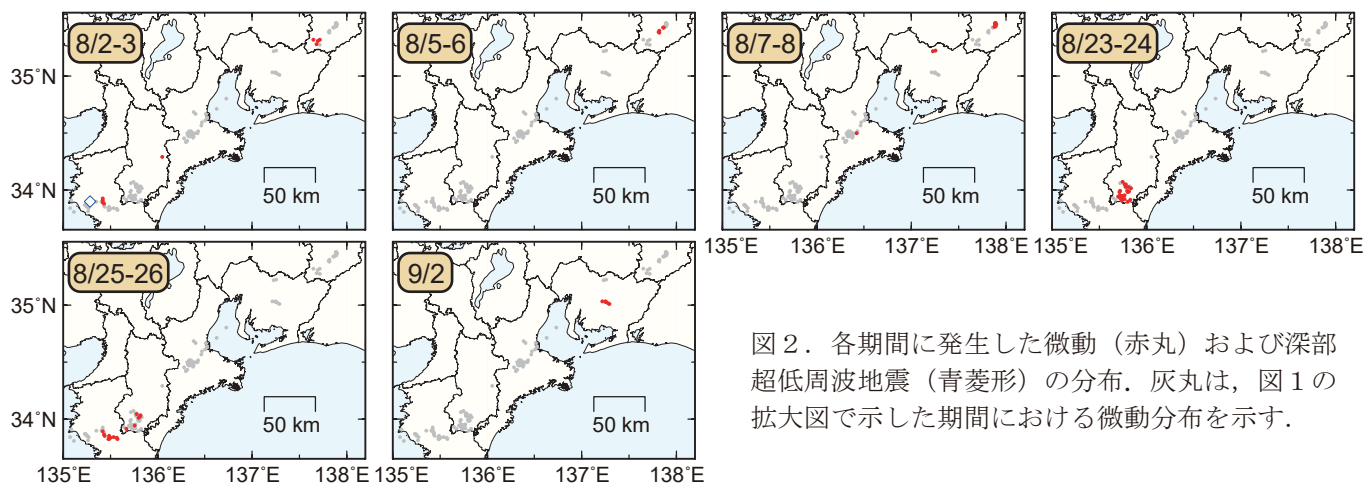 8/2-3
8/5-6
8/7-8
8/23-24
35˚N
34˚N
50 km
50 km
50 km
50 km
135˚E 136˚E 137˚E 138˚E
135˚E 136˚E 137˚E 138˚E
8/25-26
9/2
35˚N
34˚N
50 km
50 km
135˚E 136˚E 137˚E 138˚E
135˚E 136˚E 137˚E 138˚E
図２．各期間に発生した微動（赤丸）および深部
超低周波地震（青菱形）の分布．灰丸は，図１の
拡大図で示した期間における微動分布を示す．